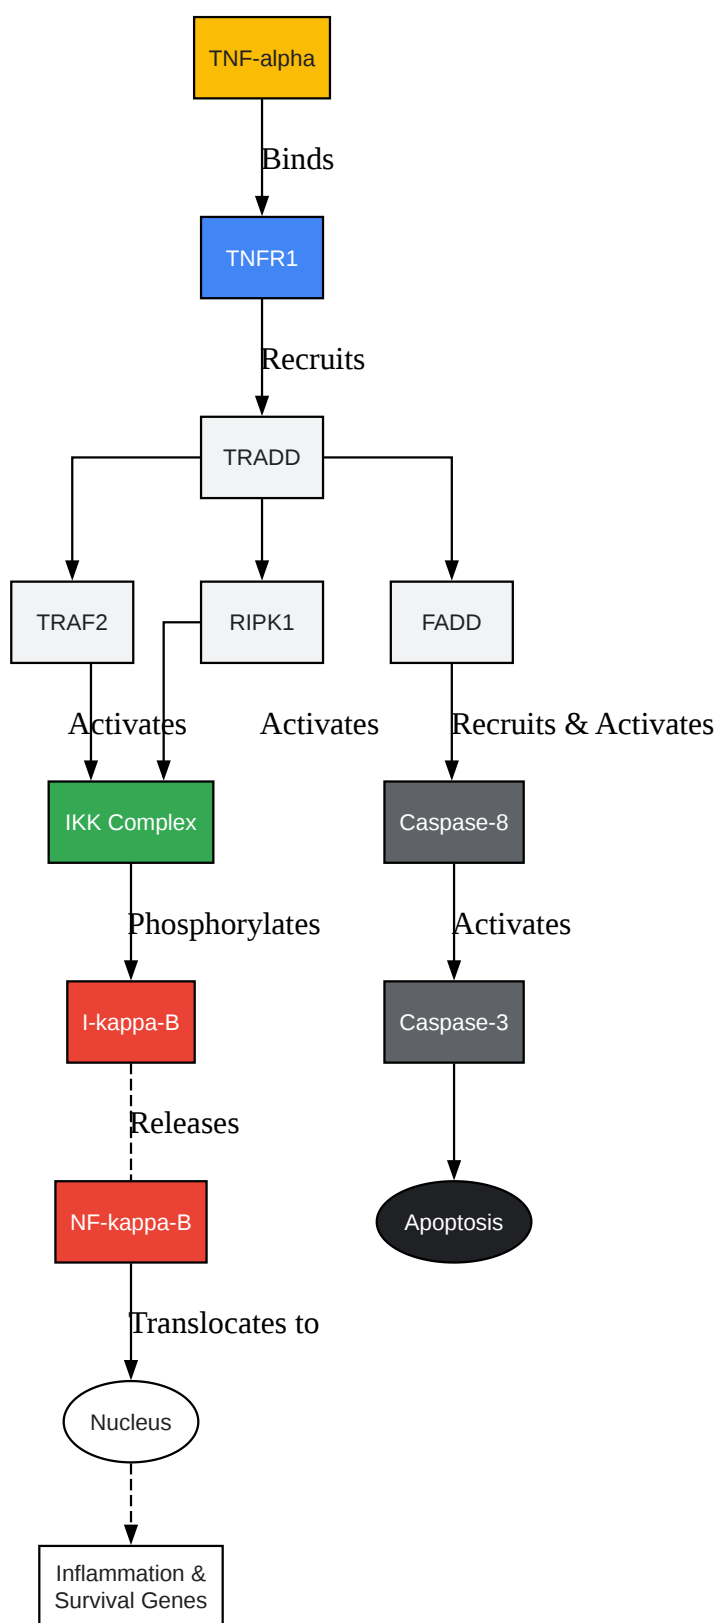 TNF-alpha
Binds
TNFR1
Recruits
TRADD
TRAF2
RIPK1
FADD
Activates
Activates
Recruits & Activates
IKK Complex
Caspase-8
Phosphorylates
Activates
I-kappa-B
Caspase-3
Releases
NF-kappa-B
Apoptosis
Translocates to
Nucleus
Inflammation &
Survival Genes